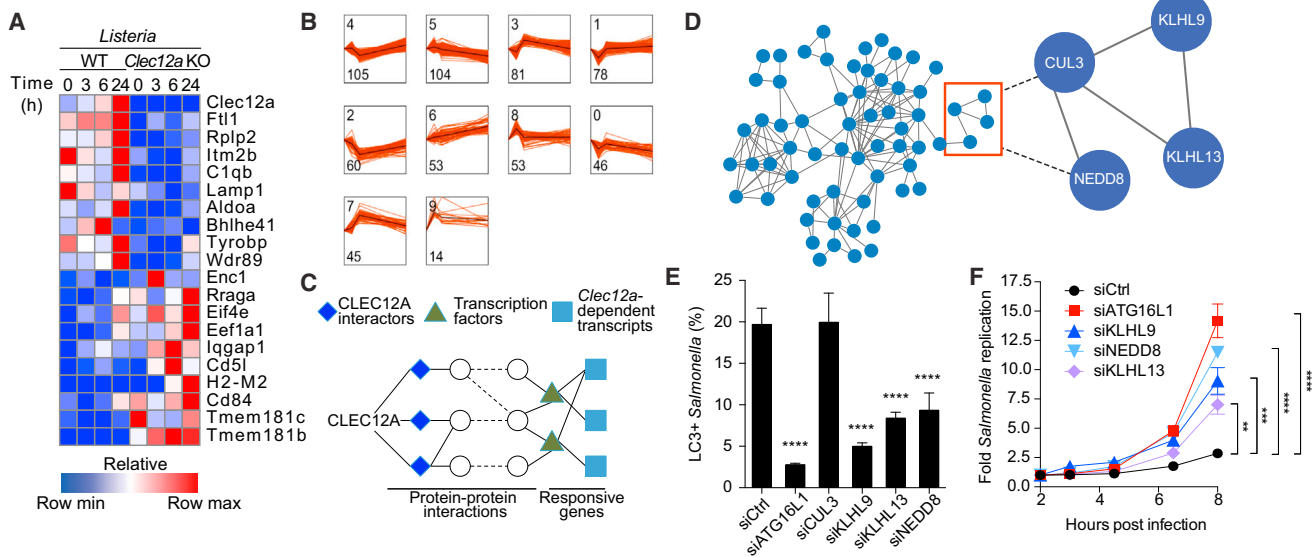 A
Listeria
WT Clec12a KO
Time (h) 0 3 6 24 0 3 6 24
Clec12a
Ftl1
Rplp2
Itm2b
C1qb
Lamp1
Aldoa
Bhlhe41
Tyrobp
Wdr89
Enc1
Rraga
Eif4e
Eef1a1
Iqgap1
Cd5l
H2-M2
Cd84
Tmem181c
Tmem181b
Relative
Row min Row max
B
4 5 3 1
105 104 81 78
2 6 8 0
60 53 53 46
7 9
45 14
C
CLEC12A interactors
Transcription factors
Clec12a-dependent transcripts
CLEC12A
Protein-protein interactions
Responsive genes
D
KLHL9
CUL3
KLHL13
NEDD8
E
LC3+ Salmonella (%)
25
20
15
10
5
0
**** **** **** ****
siCtrl
siATG16L1
siCUL3
siKLHL9
siKLHL13
siNEDD8
F
Fold Salmonella replication
17.5
15.0
12.5
10.0
7.5
5.0
2.5
0.0
2 4 6 8
Hours post infection
siCtrl
siATG16L1
siKLHL9
siNEDD8
siKLHL13
** *** **** ****